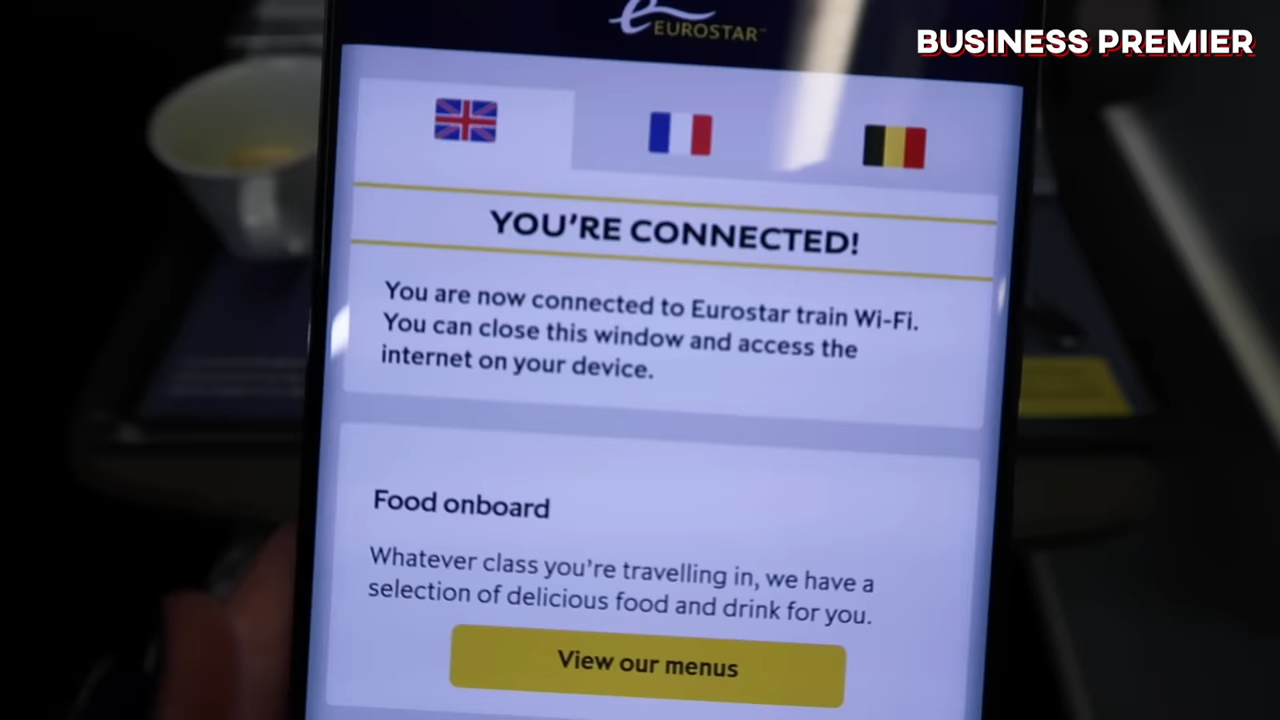 EUROSTAR™
BUSINESS PREMIER
YOU'RE CONNECTED!
You are now connected to Eurostar train Wi-Fi.
You can close this window and access the
internet on your device.
Food onboard
Whatever class you're travelling in, we have a
selection of delicious food and drink for you.
View our menus